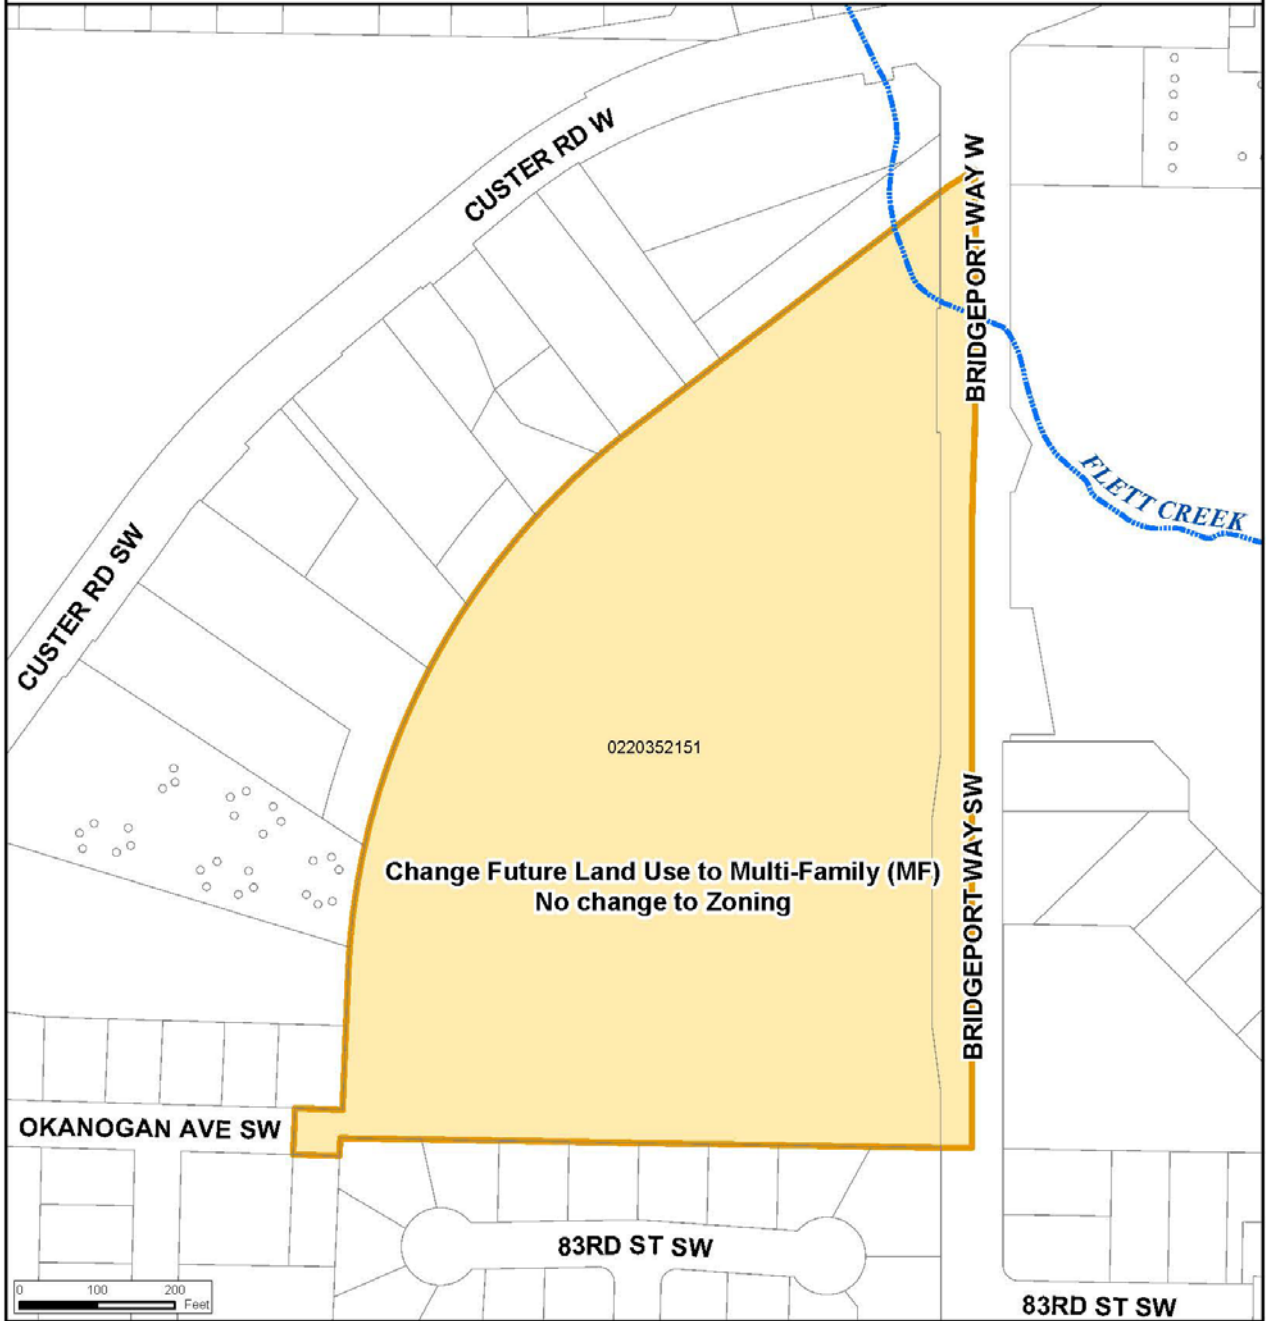 CUSTER RD W
BRIDGEPORT WAY W
FLETT CREEK
CUSTER RD SW
0220352151
BRIDGEPORT WAY SW
Change Future Land Use to Multi-Family (MF)
No change to Zoning
OKANOGAN AVE SW
83RD ST SW
0 100 200
Feet
83RD ST SW